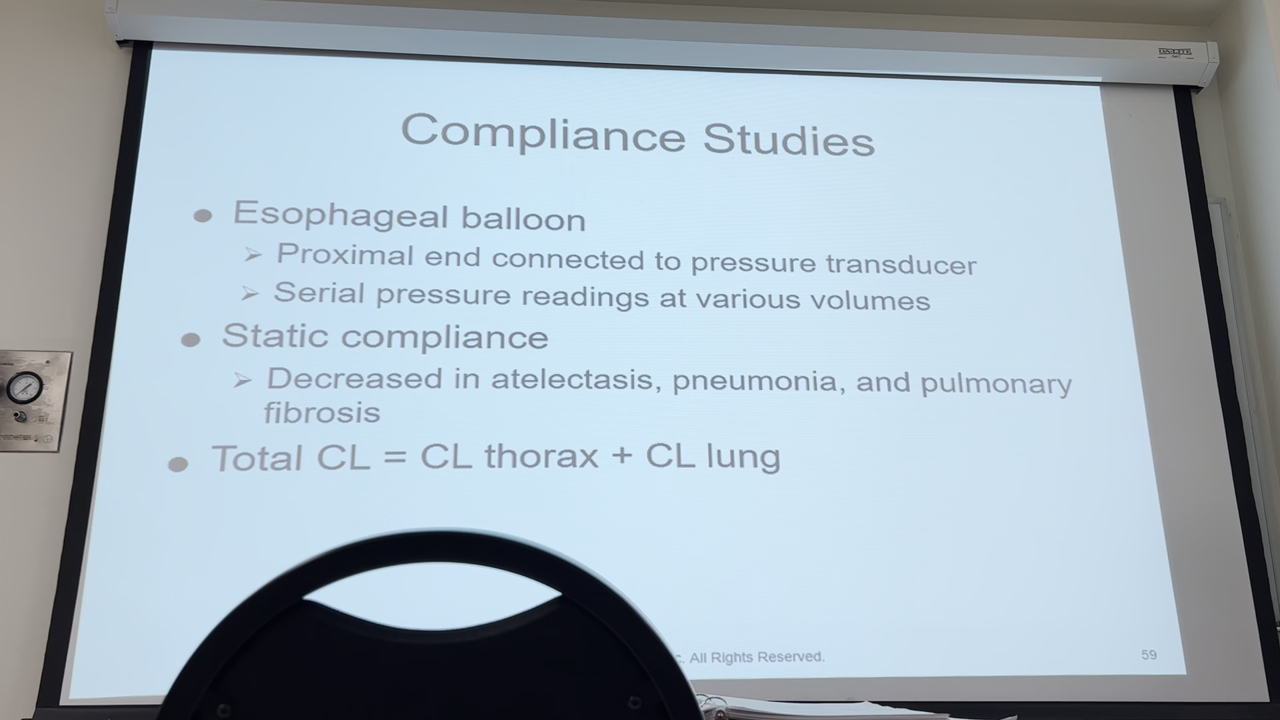 Compliance Studies
● Esophageal balloon
➢ Proximal end connected to pressure transducer
➢ Serial pressure readings at various volumes
● Static compliance
➢ Decreased in atelectasis, pneumonia, and pulmonary
fibrosis
● Total CL = CL thorax + CL lung
All Rights Reserved.
59